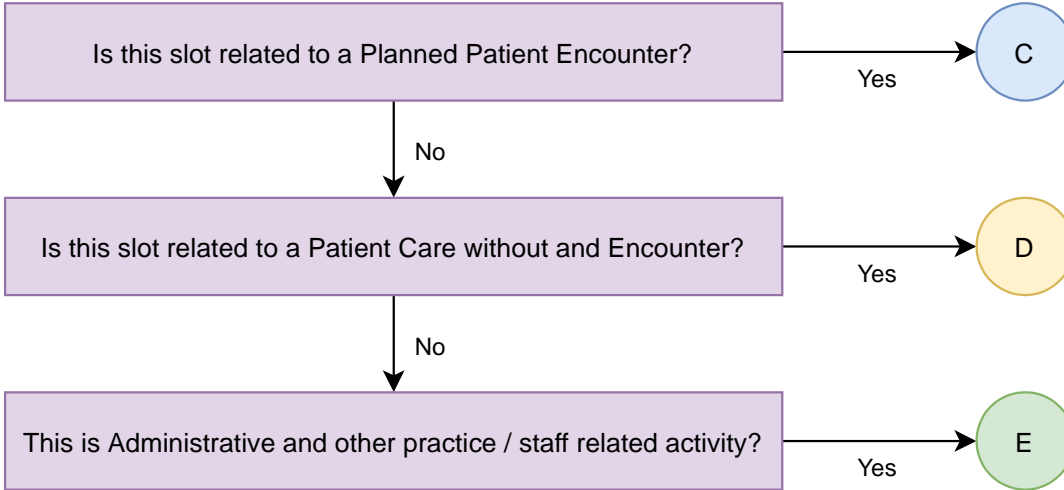 Is this slot related to a Planned Patient Encounter?
Yes
C
No
Is this slot related to a Patient Care without and Encounter?
Yes
D
No
This is Administrative and other practice / staff related activity?
Yes
E